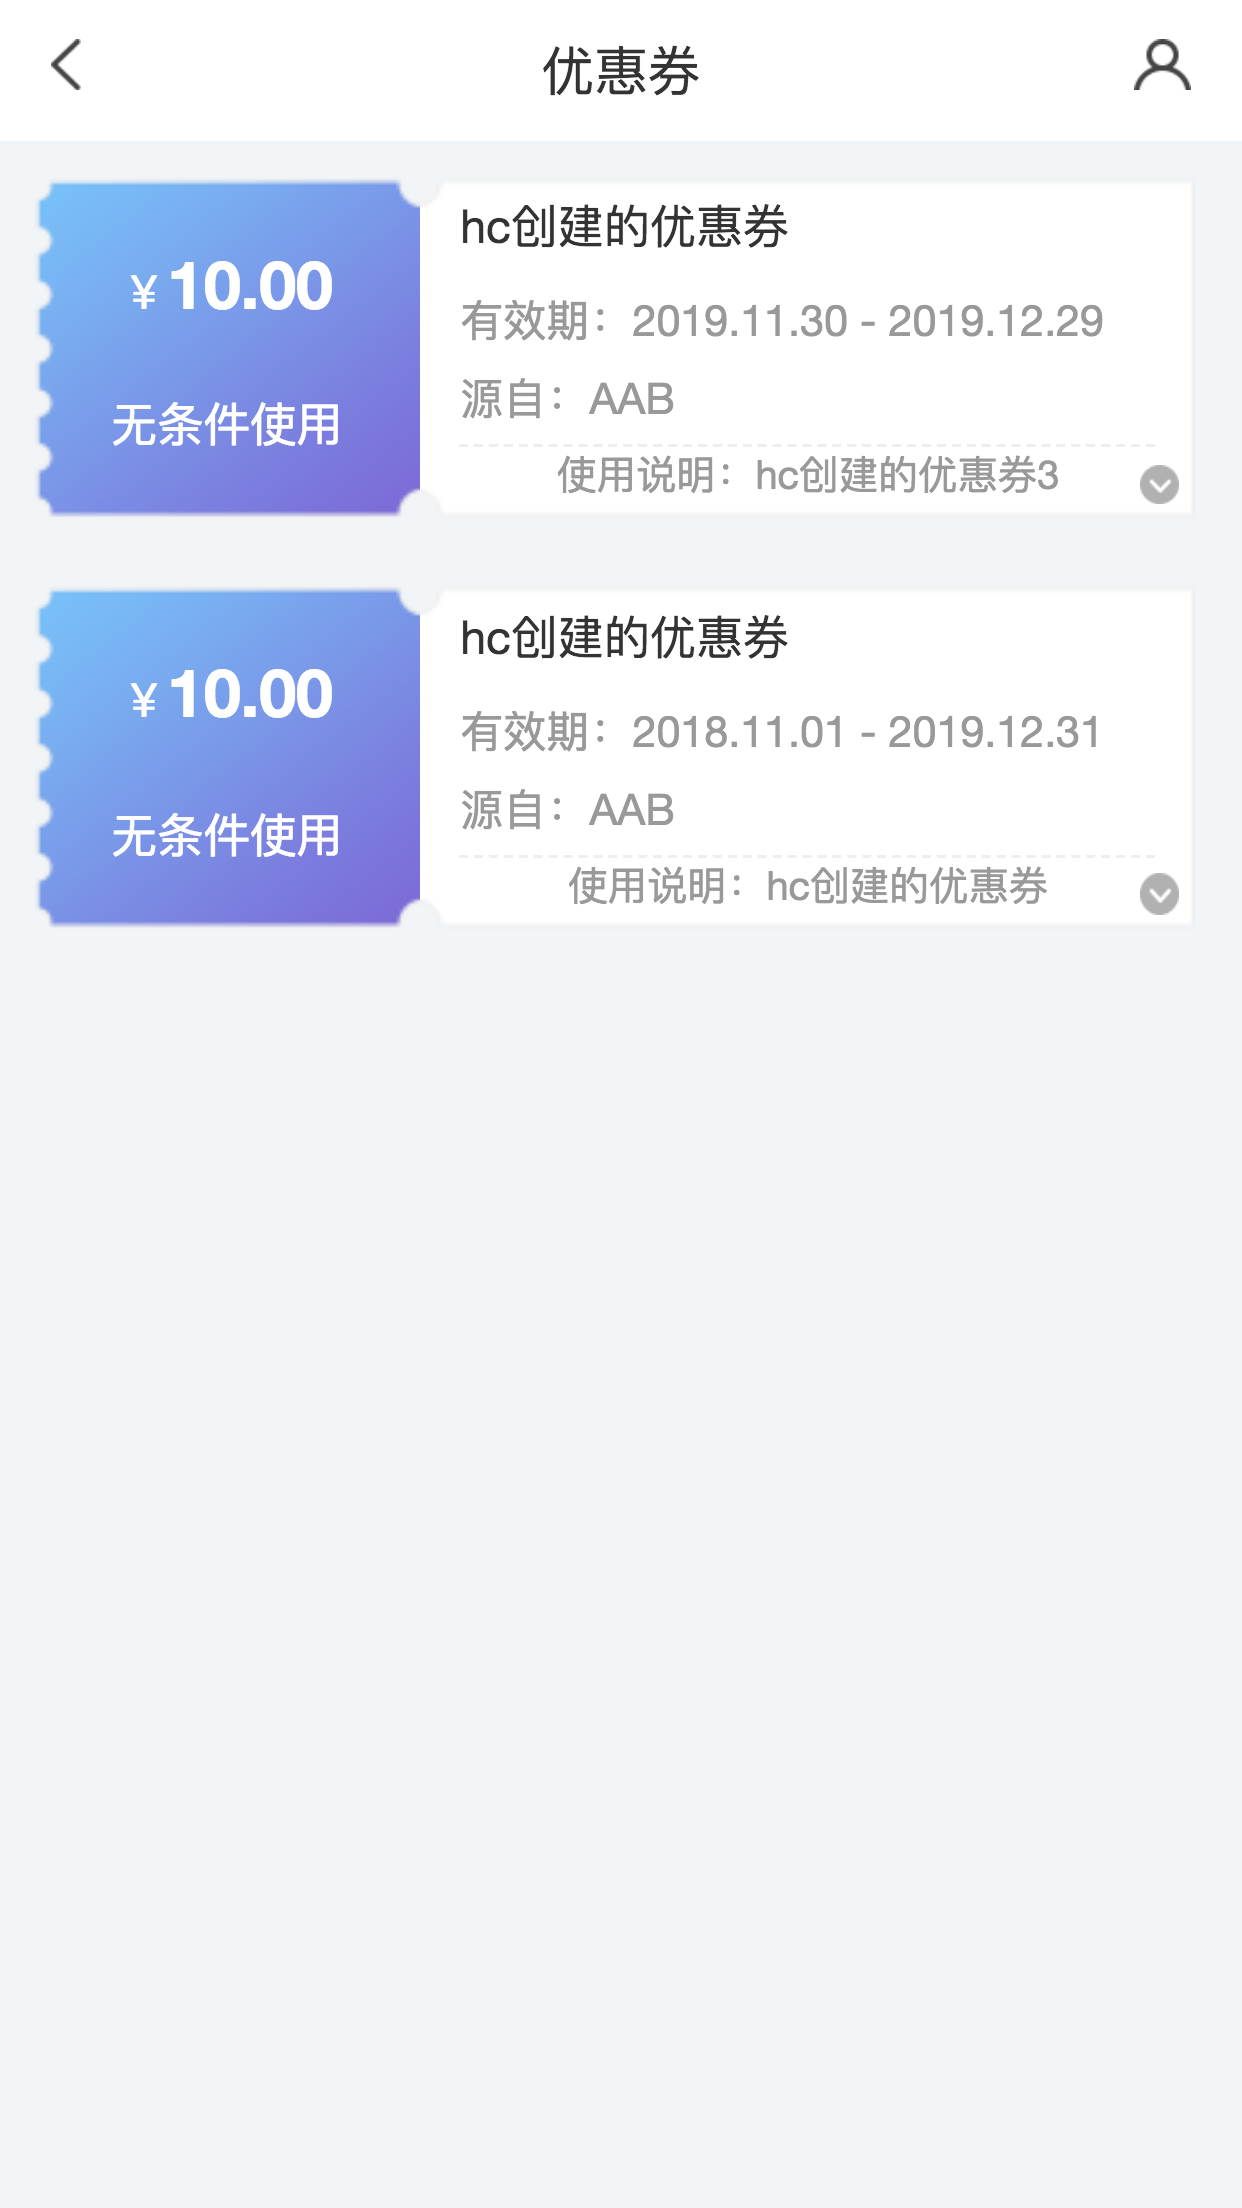 优惠券
¥ 10.00
无条件使用
hc创建的优惠券
有效期：2019.11.30 - 2019.12.29
源自：AAB
使用说明：hc创建的优惠券3
¥ 10.00
无条件使用
hc创建的优惠券
有效期：2018.11.01 - 2019.12.31
源自：AAB
使用说明：hc创建的优惠券